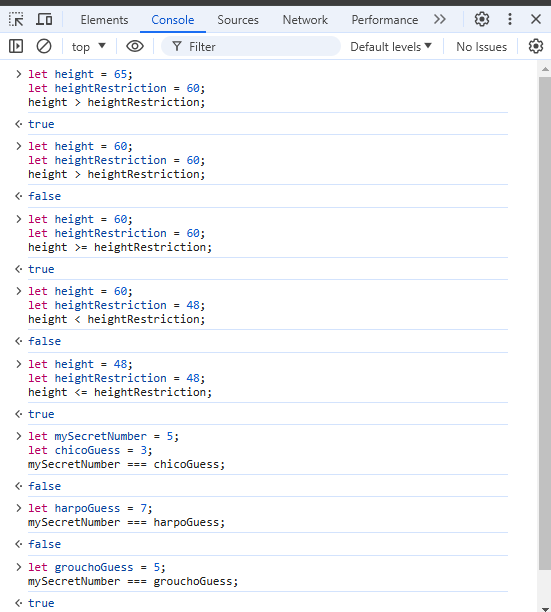 Elements Console Sources Network Performance
top Filter Default levels No Issues
let height = 65;
let heightRestriction = 60;
height > heightRestriction;
true
let height = 60;
let heightRestriction = 60;
height > heightRestriction;
false
let height = 60;
let heightRestriction = 60;
height >= heightRestriction;
true
let height = 60;
let heightRestriction = 48;
height < heightRestriction;
false
let height = 48;
let heightRestriction = 48;
height <= heightRestriction;
true
let mySecretNumber = 5;
let chicoGuess = 3;
mySecretNumber === chicoGuess;
false
let harpoGuess = 7;
mySecretNumber === harpoGuess;
false
let grouchoGuess = 5;
mySecretNumber === grouchoGuess;
true